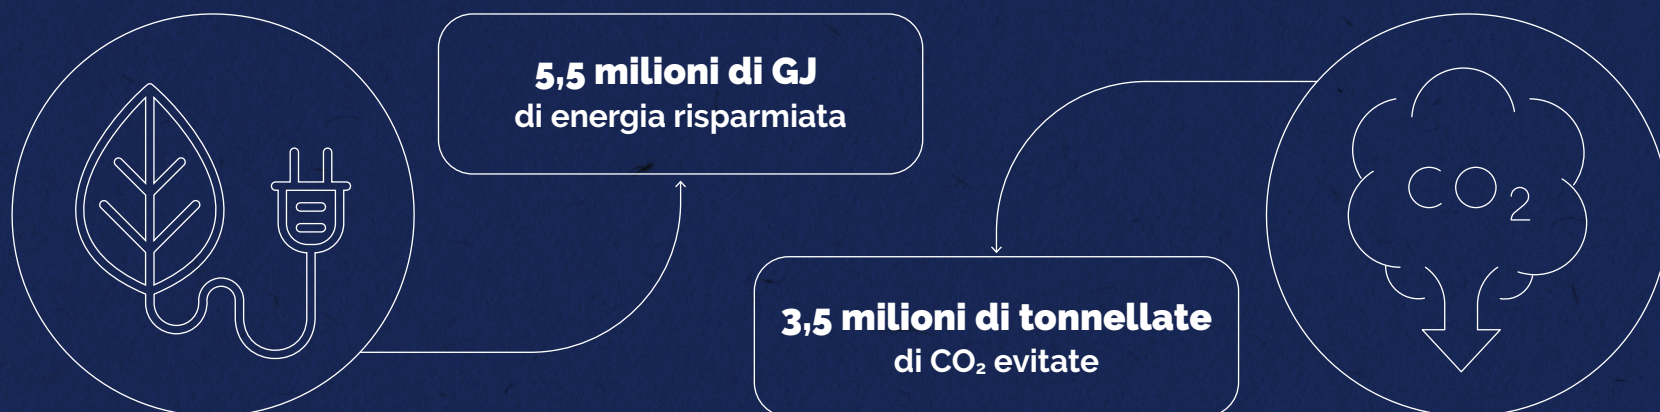 5,5 milioni di GJ
di energia risparmiata
CO₂
3,5 milioni di tonnellate
di CO₂ evitate